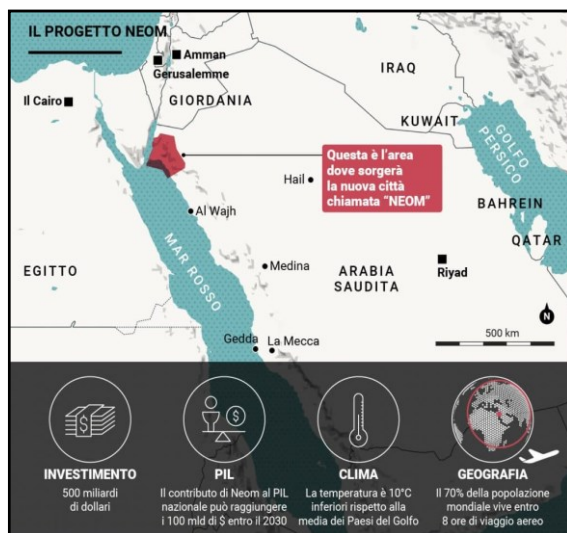 IL PROGETTO NEOM
Amman
Gerusalemme
Il Cairo
GIORDANIA
IRAQ
KUWAIT
GOLFO
PERSICO
Questa è l'area
dove sorgerà
la nuova città
chiamata “NEOM”
Hail
BAHREIN
QATAR
Al Wajh
MAR ROSSO
EGITTO
Medina
ARABIA
SAUDITA
Riyad
N
500 km
Gedda
La Mecca
$
INVESTIMENTO
500 miliardi
di dollari
$
PIL
Il contributo di Neom al PIL
nazionale può raggiungere
i 100 mld di $ entro il 2030
CLIMA
La temperatura è 10°C
inferiori rispetto alla
media dei Paesi del Golfo
GEOGRAFIA
Il 70% della popolazione
mondiale vive entro
8 ore di viaggio aereo